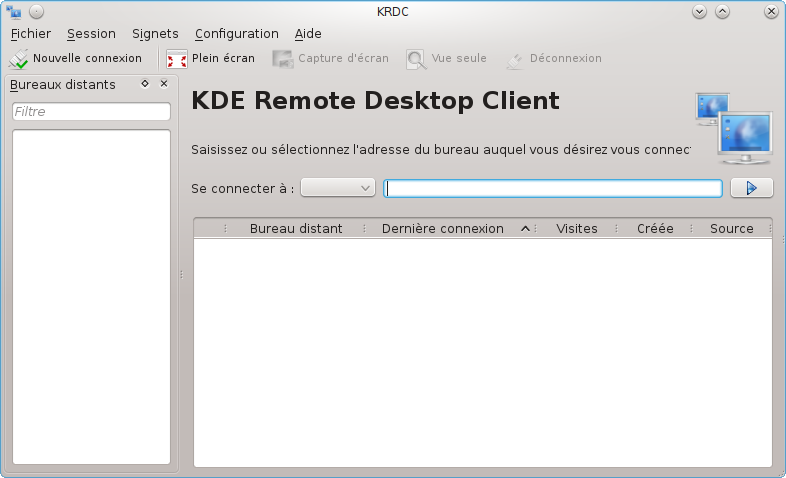 KRDC
Fichier Session Signets Configuration Aide
Nouvelle connexion Plein écran Capture d'écran Vue seule Déconnexion
Bureaux distants
Filtre
KDE Remote Desktop Client
Saisissez ou sélectionnez l'adresse du bureau auquel vous désirez vous connect
Se connecter à :
Bureau distant Dernière connexion Visites Créée Source